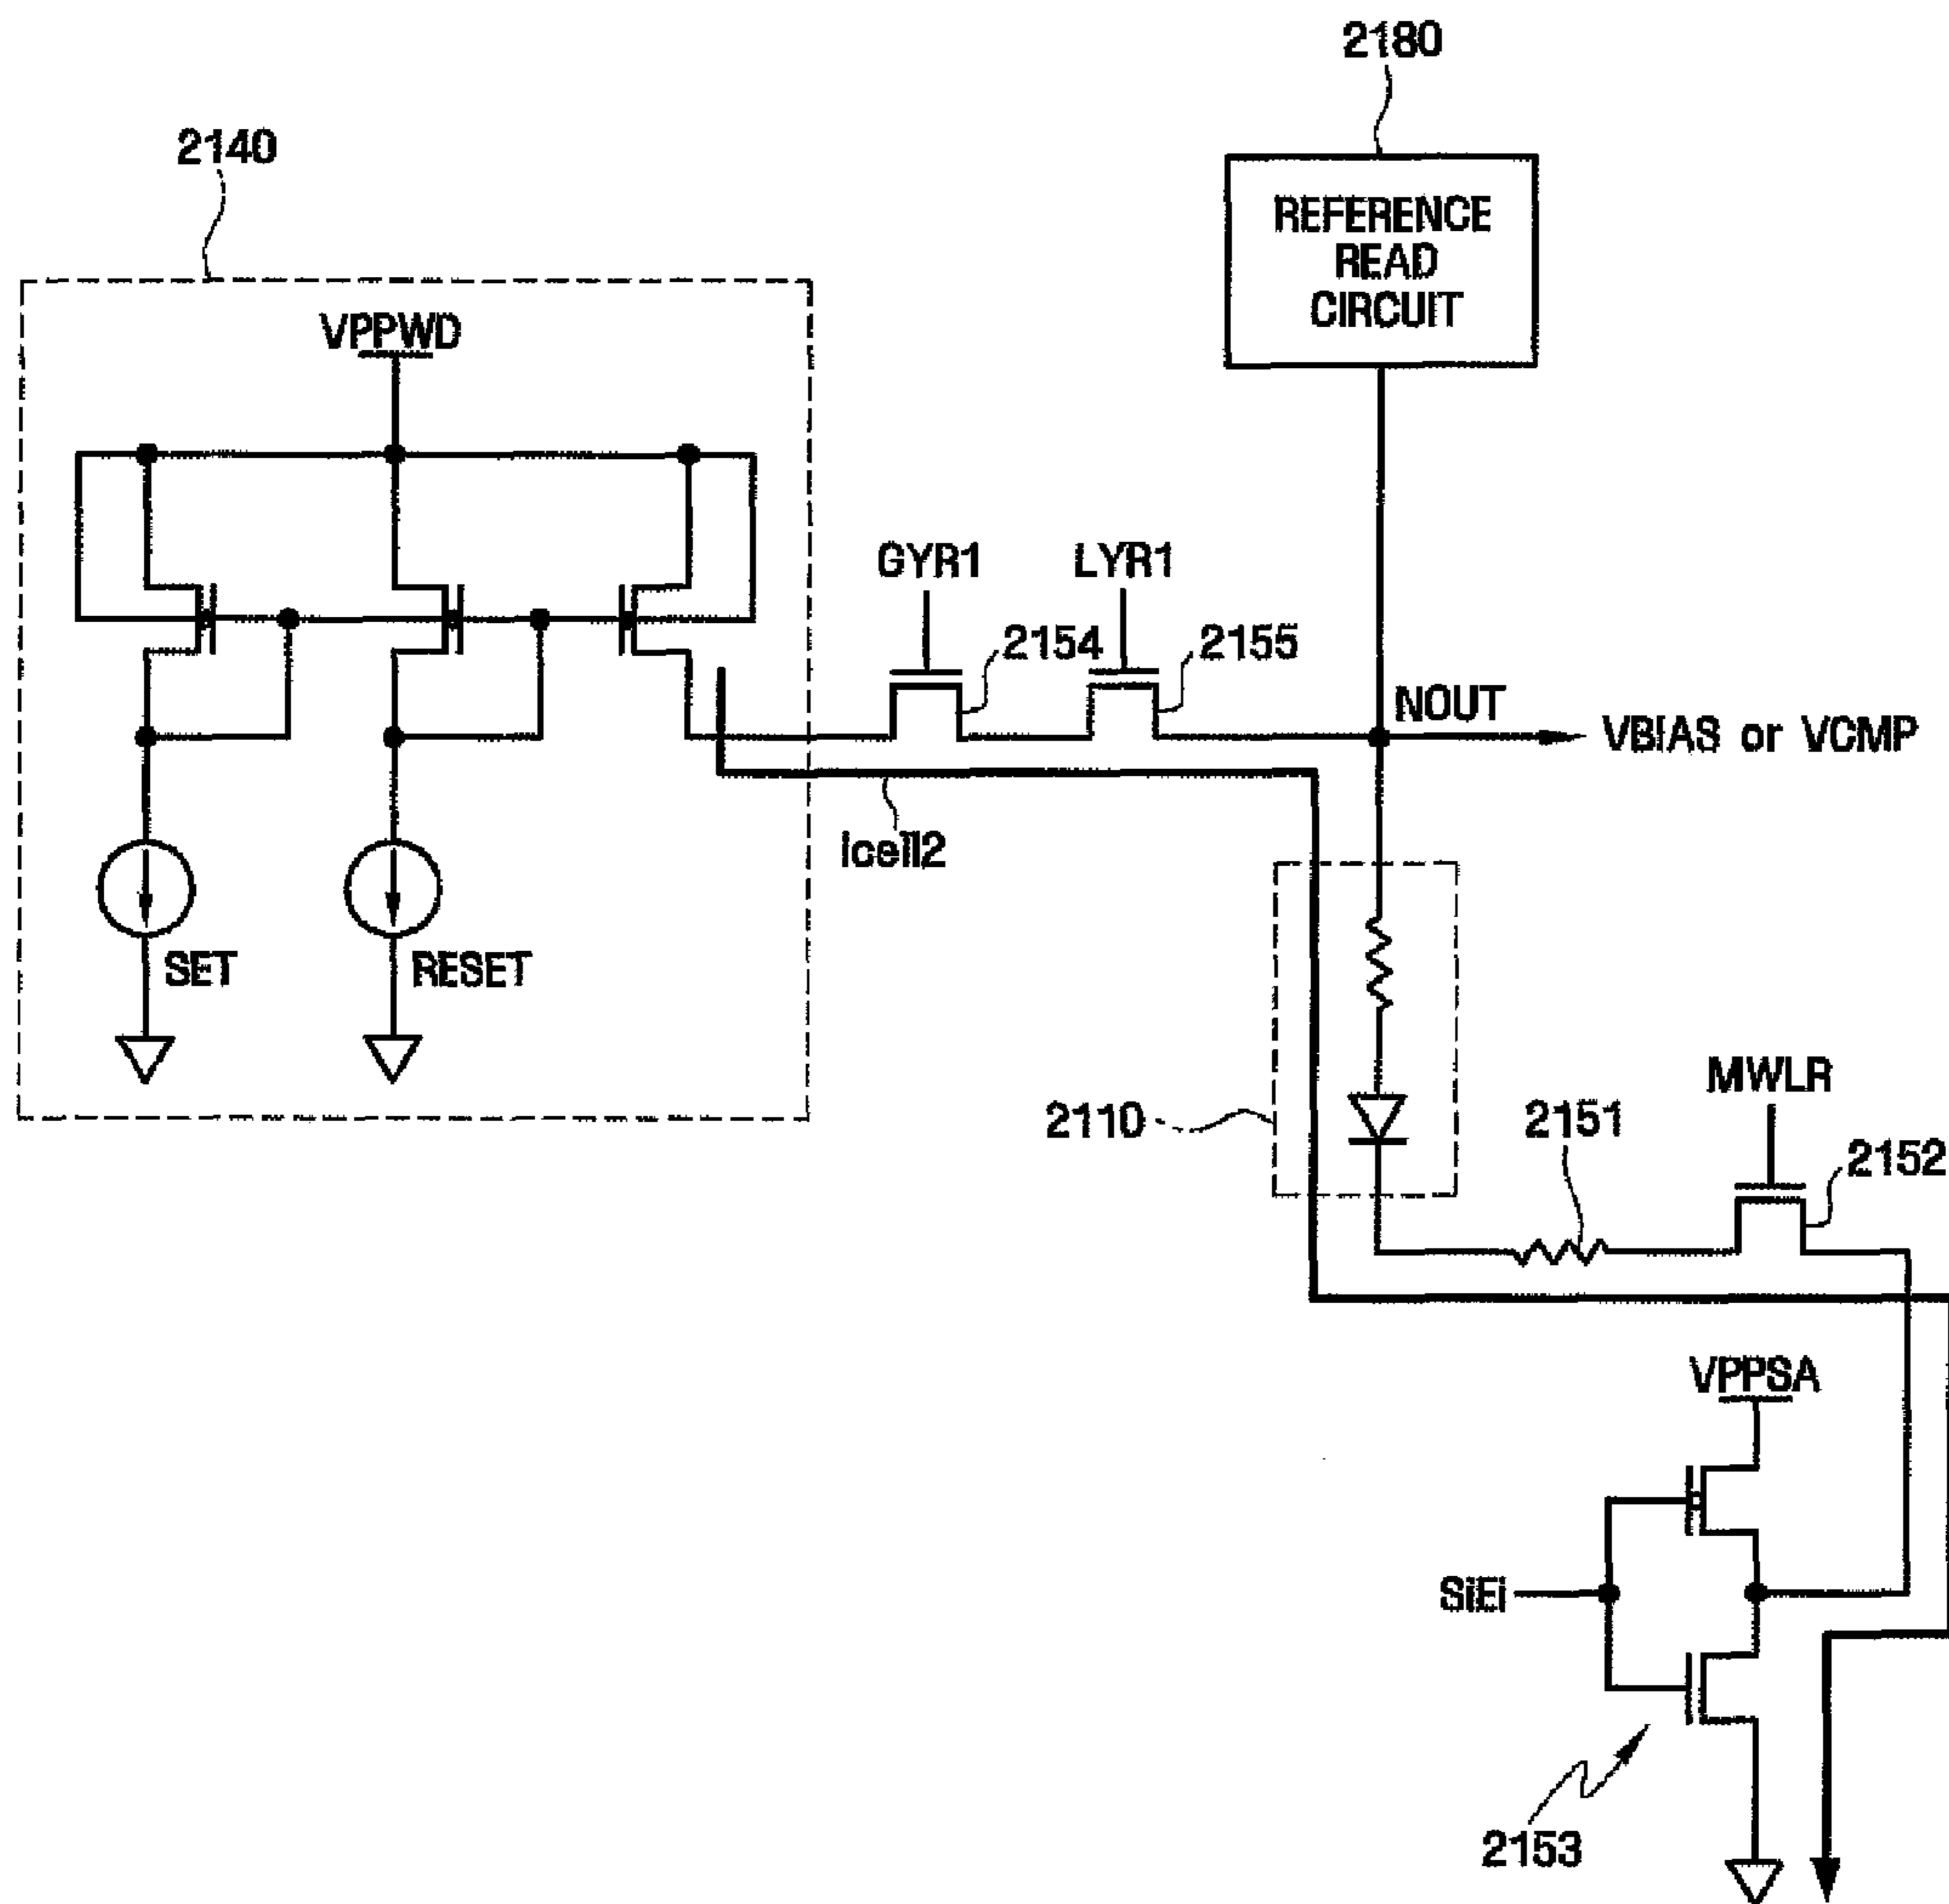 2180
2140
REFERENCE
READ
CIRCUIT
VPPWD
GYR1
LYR1
2154
2155
NOUT
VBIAS or VCMP
Icell2
SET
RESET
MWLR
2110
2151
2152
VPPSA
SiEi
2153